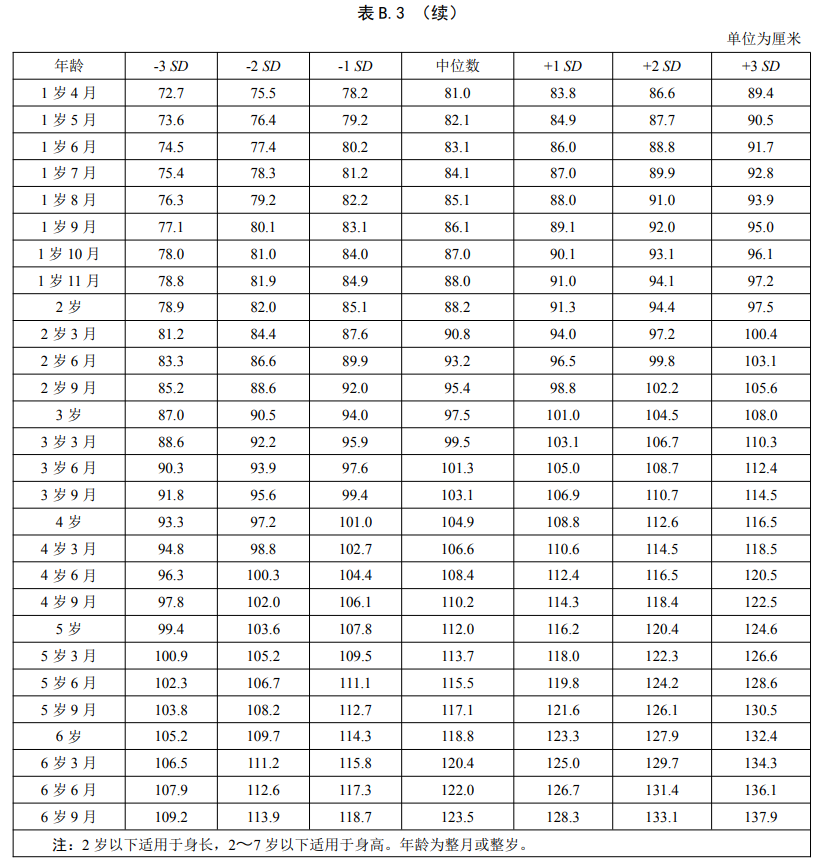 表 B.3 （续）
单位为厘米
年龄 -3 SD -2 SD -1 SD 中位数 +1 SD +2 SD +3 SD
1 岁 4 月 72.7 75.5 78.2 81.0 83.8 86.6 89.4
1 岁 5 月 73.6 76.4 79.2 82.1 84.9 87.7 90.5
1 岁 6 月 74.5 77.4 80.2 83.1 86.0 88.8 91.7
1 岁 7 月 75.4 78.3 81.2 84.1 87.0 89.9 92.8
1 岁 8 月 76.3 79.2 82.2 85.1 88.0 91.0 93.9
1 岁 9 月 77.1 80.1 83.1 86.1 89.1 92.0 95.0
1 岁 10 月 78.0 81.0 84.0 87.0 90.1 93.1 96.1
1 岁 11 月 78.8 81.9 84.9 88.0 91.0 94.1 97.2
2 岁 78.9 82.0 85.1 88.2 91.3 94.4 97.5
2 岁 3 月 81.2 84.4 87.6 90.8 94.0 97.2 100.4
2 岁 6 月 83.3 86.6 89.9 93.2 96.5 99.8 103.1
2 岁 9 月 85.2 88.6 92.0 95.4 98.8 102.2 105.6
3 岁 87.0 90.5 94.0 97.5 101.0 104.5 108.0
3 岁 3 月 88.6 92.2 95.9 99.5 103.1 106.7 110.3
3 岁 6 月 90.3 93.9 97.6 101.3 105.0 108.7 112.4
3 岁 9 月 91.8 95.6 99.4 103.1 106.9 110.7 114.5
4 岁 93.3 97.2 101.0 104.9 108.8 112.6 116.5
4 岁 3 月 94.8 98.8 102.7 106.6 110.6 114.5 118.5
4 岁 6 月 96.3 100.3 104.4 108.4 112.4 116.5 120.5
4 岁 9 月 97.8 102.0 106.1 110.2 114.3 118.4 122.5
5 岁 99.4 103.6 107.8 112.0 116.2 120.4 124.6
5 岁 3 月 100.9 105.2 109.5 113.7 118.0 122.3 126.6
5 岁 6 月 102.3 106.7 111.1 115.5 119.8 124.2 128.6
5 岁 9 月 103.8 108.2 112.7 117.1 121.6 126.1 130.5
6 岁 105.2 109.7 114.3 118.8 123.3 127.9 132.4
6 岁 3 月 106.5 111.2 115.8 120.4 125.0 129.7 134.3
6 岁 6 月 107.9 112.6 117.3 122.0 126.7 131.4 136.1
6 岁 9 月 109.2 113.9 118.7 123.5 128.3 133.1 137.9
注：2 岁以下适用于身长，2～7 岁以下适用于身高。年龄为整月或整岁。